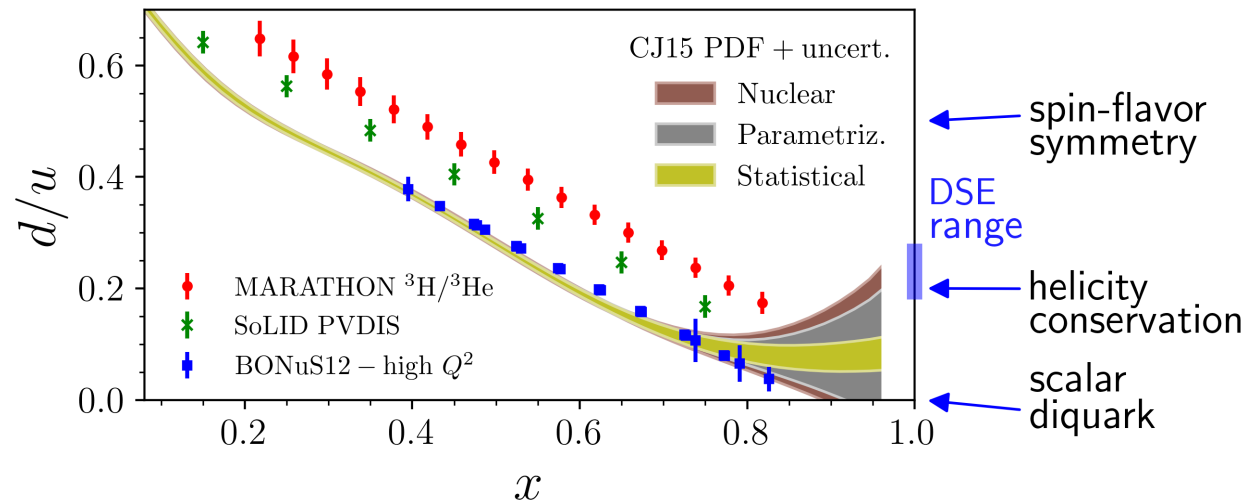 CJ15 PDF + uncert.
Nuclear
Parametriz.
Statistical
MARATHON ³H/³He
SoLID PVDIS
BONuS12 − high Q²
0.6
0.4
0.2
0.0
d/u
0.2 0.4 0.6 0.8 1.0
x
spin-flavor
symmetry
DSE
range
helicity
conservation
scalar
diquark